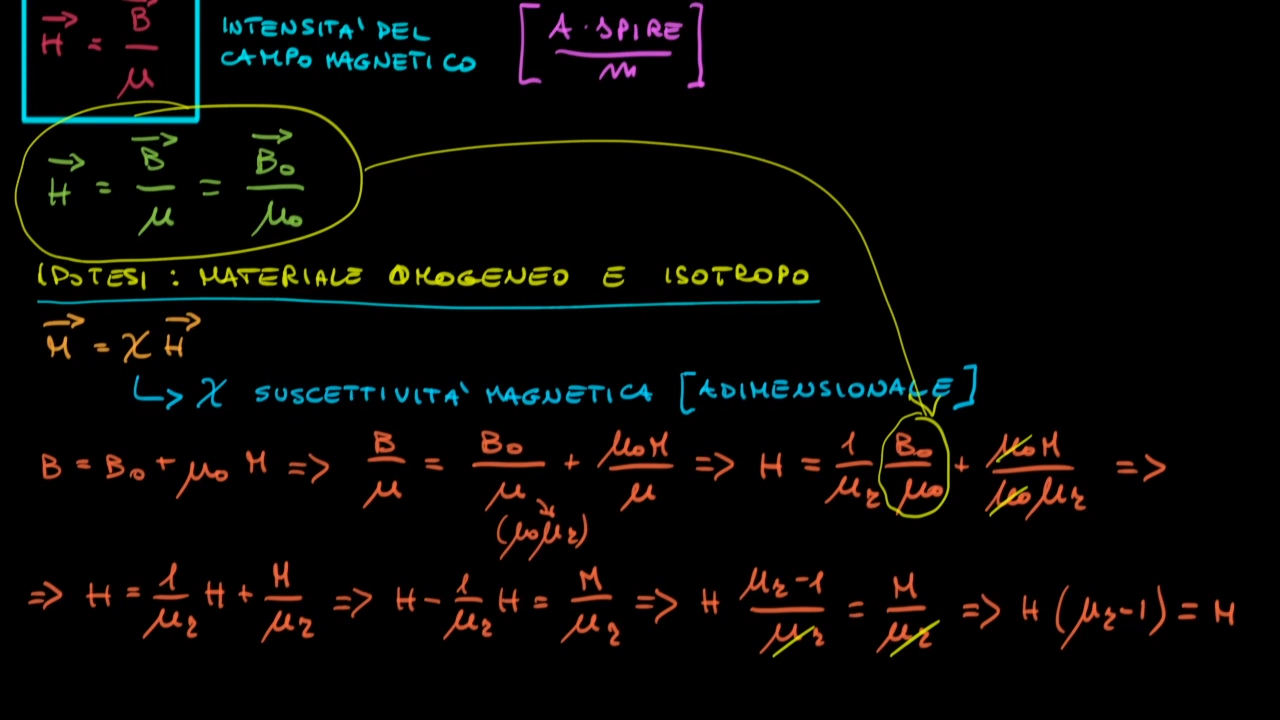 H⃗ = B⃗/μ INTENSITA' DEL CAMPO MAGNETICO [A · SPIRE / m]
H⃗ = B⃗/μ = B⃗₀/μ₀
IPOTESI : MATERIALE OMOGENEO E ISOTROPO
M⃗ = χ H⃗
↳ χ SUSCETTIVITA' MAGNETICA [ADIMENSIONALE]
B = B₀ + μ₀ M => B/μ = B₀/μ + μ₀M/μ => H = 1/μr B₀/μ₀ + μ₀M/μ₀μr =>
(μ₀μr)
=> H = 1/μr H + M/μr => H - 1/μr H = M/μr => H μr-1/μr = M/μr => H (μr-1) = M